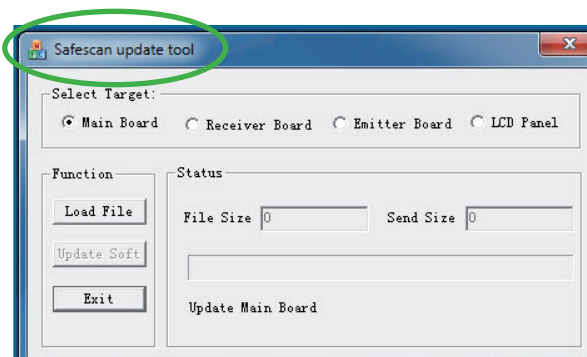 Safescan update tool
Select Target:
Main Board Receiver Board Emitter Board LCD Panel
Function
Status
Load File
File Size 0 Send Size 0
Update Soft
Exit
Update Main Board